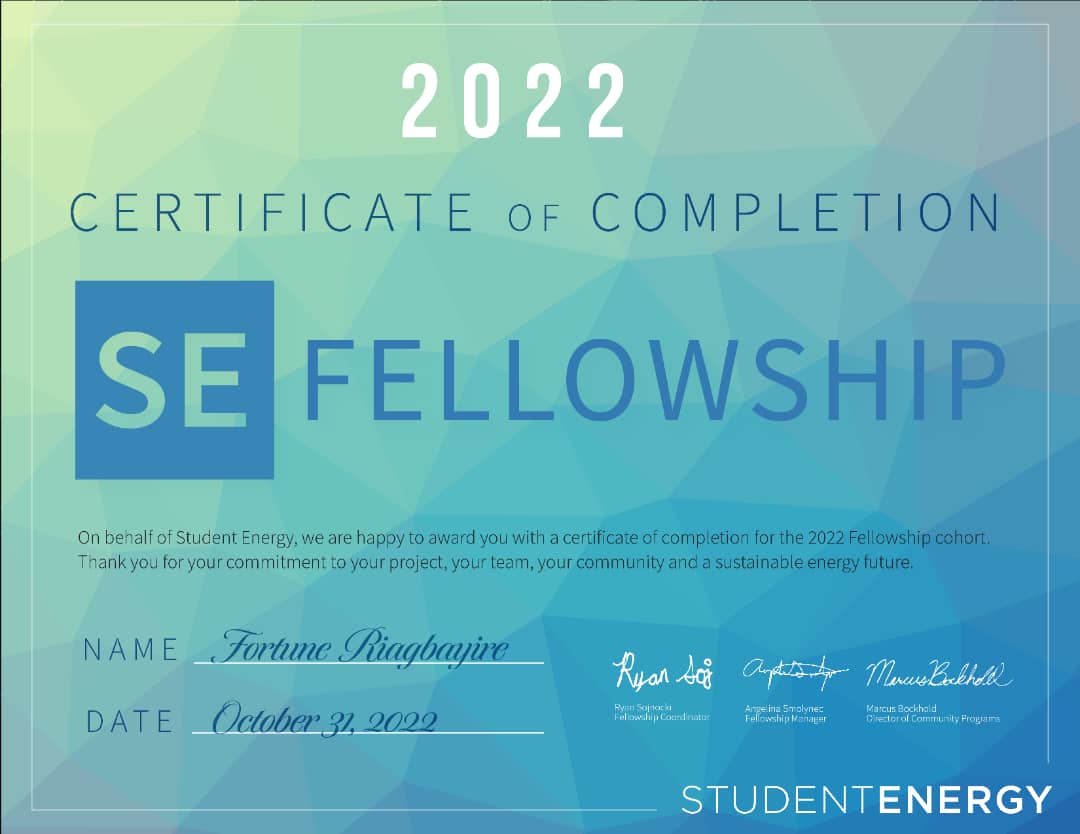 2022
CERTIFICATE OF COMPLETION
SE FELLOWSHIP
On behalf of Student Energy, we are happy to award you with a certificate of completion for the 2022 Fellowship cohort.
Thank you for your commitment to your project, your team, your community and a sustainable energy future.
NAME Fortune Riagbayire
DATE October 31, 2022
Ryan Soj
Marcus Bockhold
Ryan Sojnocki
Fellowship Coordinator
Angelina Smolynec
Fellowship Manager
Marcus Bockhold
Director of Community Programs
STUDENTENERGY